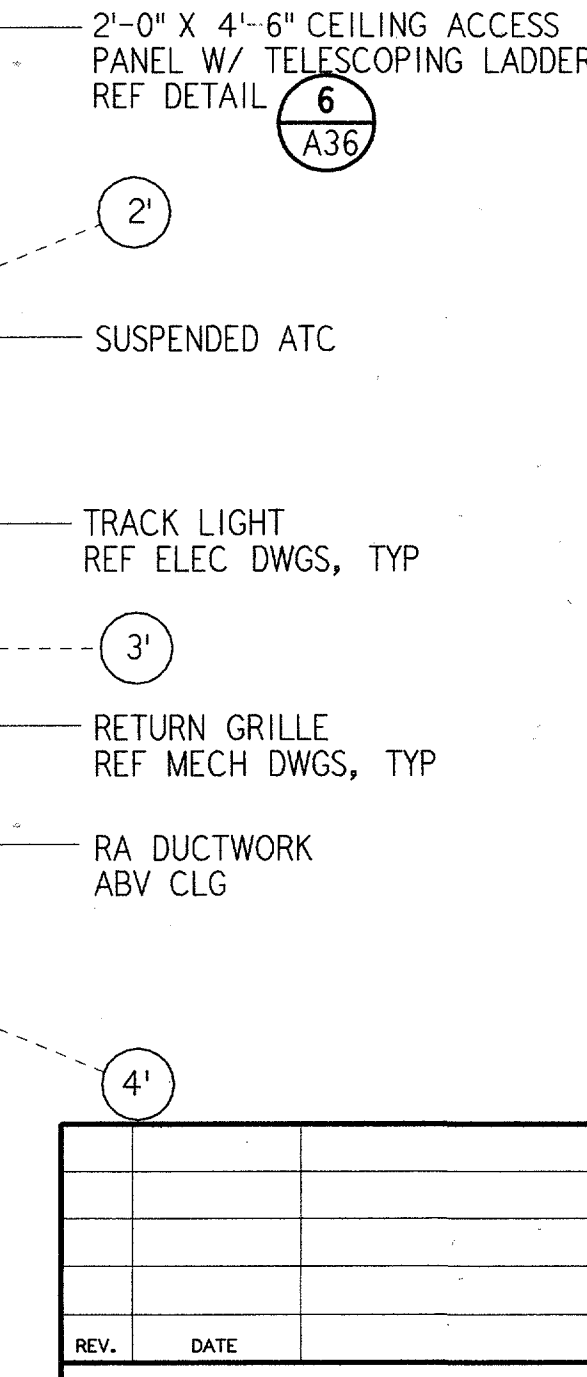 2'-0" X 4'-6" CEILING ACCESS
PANEL W/ TELESCOPING LADDER
REF DETAIL
6
A36
2'
SUSPENDED ATC
TRACK LIGHT
REF ELEC DWGS, TYP
3'
RETURN GRILLE
REF MECH DWGS, TYP
RA DUCTWORK
ABV CLG
4'
REV. DATE